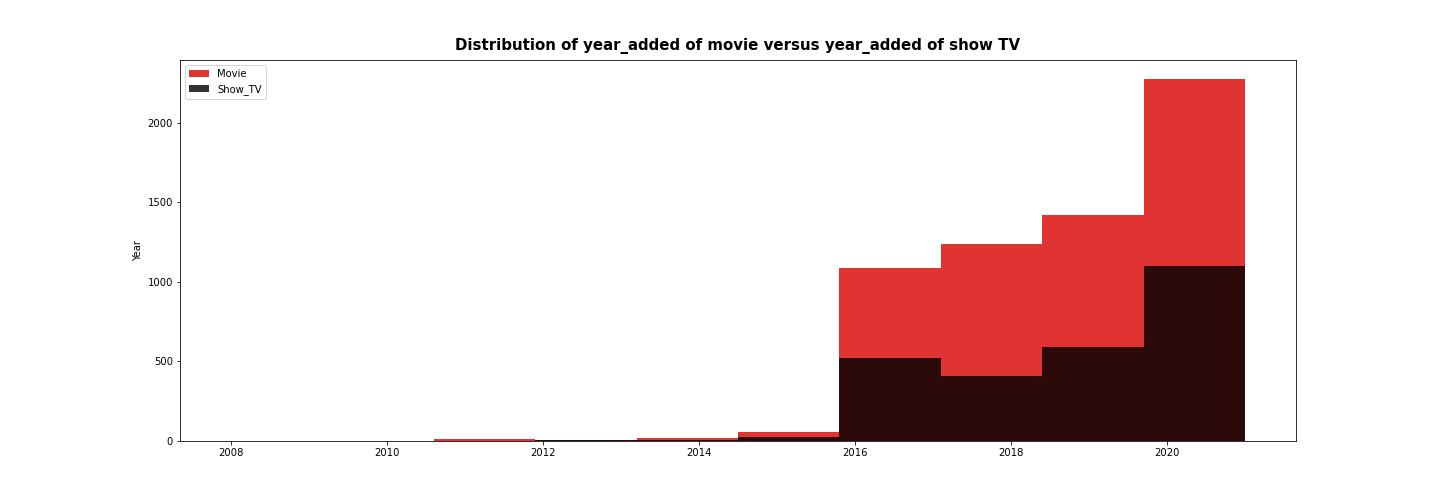 Distribution of year_added of movie versus year_added of show TV
Movie
Show_TV
2000
1500
1000
500
0
Year
2008 2010 2012 2014 2016 2018 2020